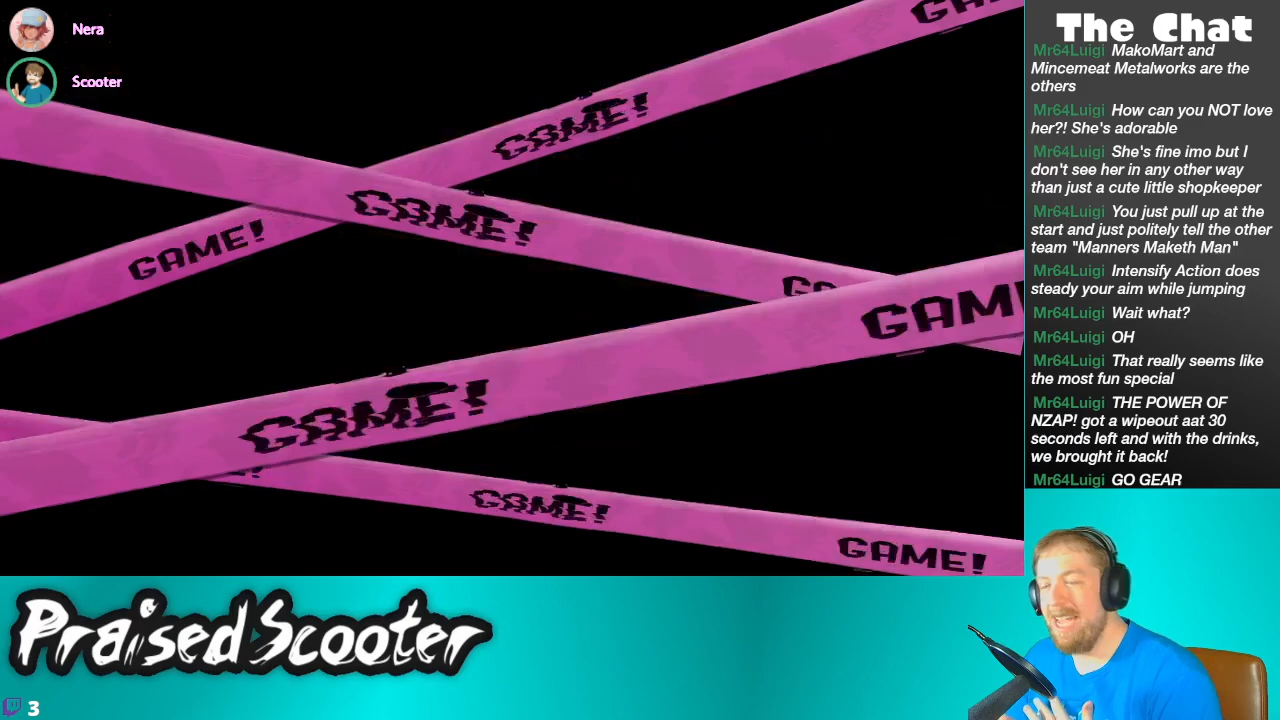 Nera
Scooter
GAME!
GAME!
GAME!
GAME!
GAME!
GAME!
GAME!
The Chat
Mr64Luigi MakoMart and
Mincemeat Metalworks are the
others
Mr64Luigi How can you NOT love
her?! She's adorable
Mr64Luigi She's fine imo but I
don't see her in any other way
than just a cute little shopkeeper
Mr64Luigi You just pull up at the
start and just politely tell the other
team "Manners Maketh Man"
Mr64Luigi Intensify Action does
steady your aim while jumping
Mr64Luigi Wait what?
Mr64Luigi OH
Mr64Luigi That really seems like
the most fun special
Mr64Luigi THE POWER OF
NZAP! got a wipeout aat 30
seconds left and with the drinks,
we brought it back!
Mr64Luigi GO GEAR
Praised Scooter
3